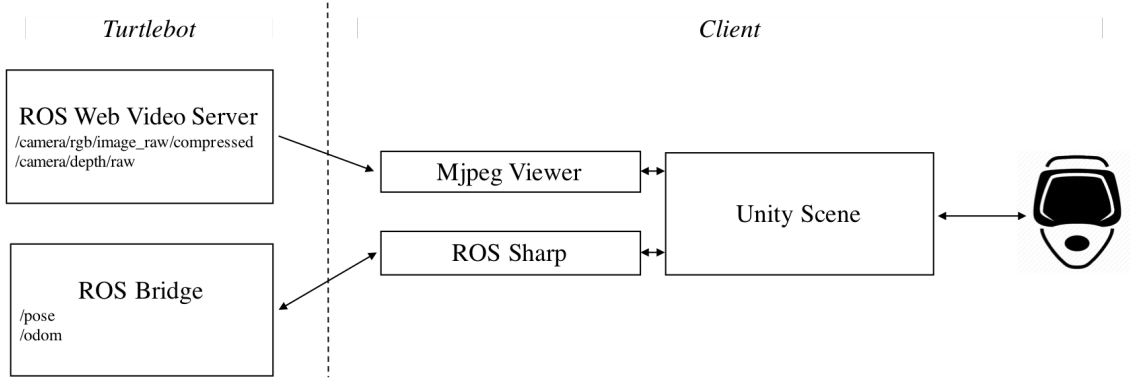 Turtlebot
Client
ROS Web Video Server
/camera/rgb/image_raw/compressed
/camera/depth/raw
Mjpeg Viewer
Unity Scene
ROS Sharp
ROS Bridge
/pose
/odom